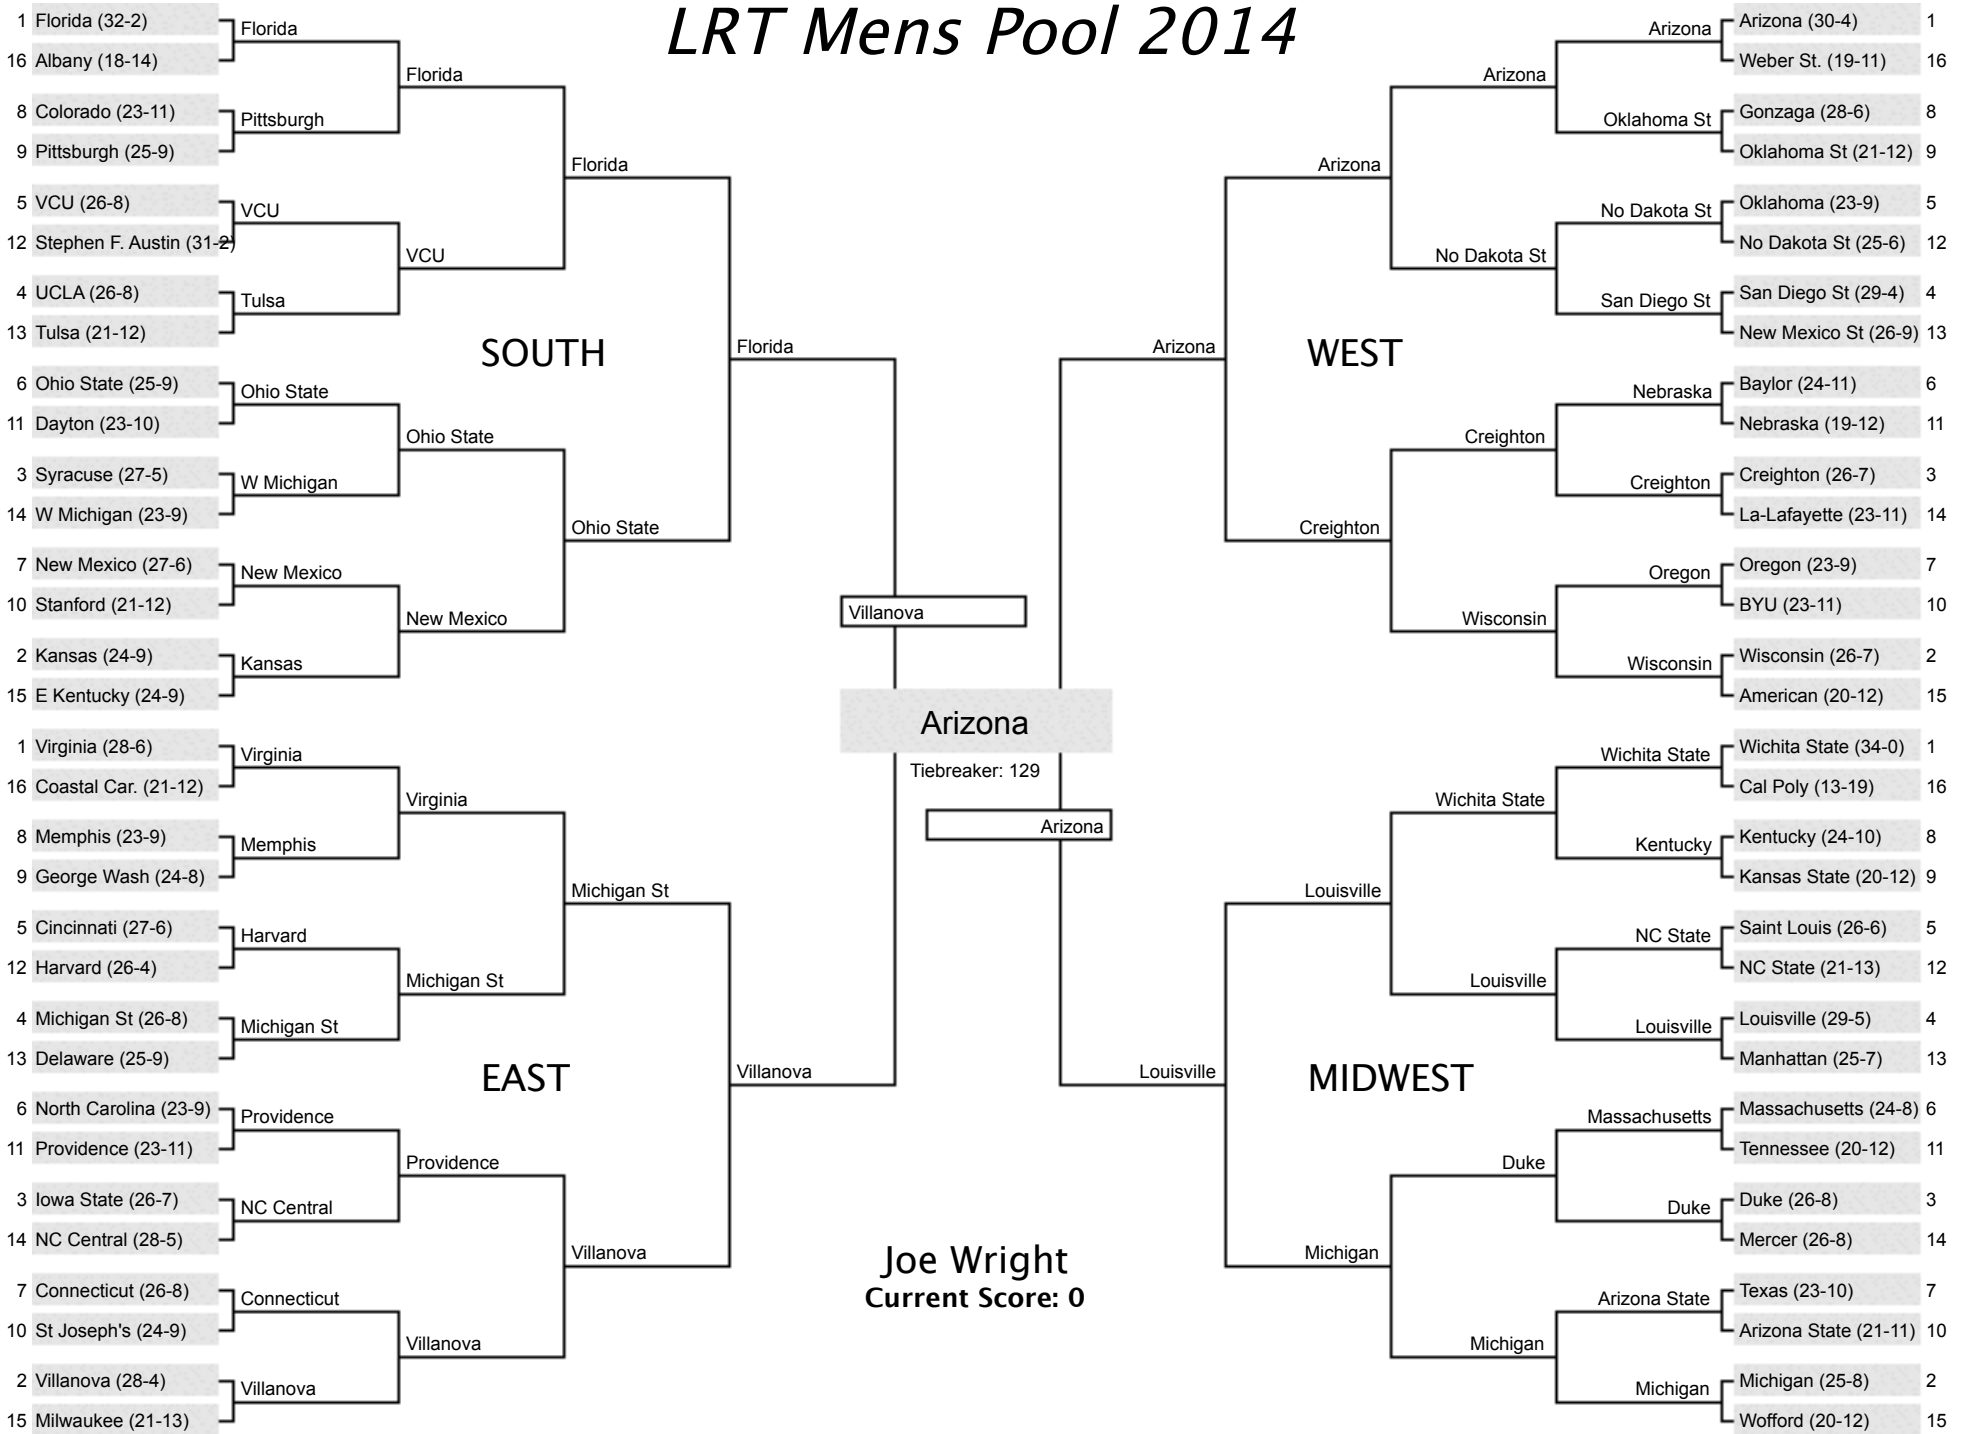 LRT Mens Pool 2014
1 Florida (32-2)
16 Albany (18-14)
8 Colorado (23-11)
9 Pittsburgh (25-9)
5 VCU (26-8)
12 Stephen F. Austin (31-2)
4 UCLA (26-8)
13 Tulsa (21-12)
6 Ohio State (25-9)
11 Dayton (23-10)
3 Syracuse (27-5)
14 W Michigan (23-9)
7 New Mexico (27-6)
10 Stanford (21-12)
2 Kansas (24-9)
15 E Kentucky (24-9)
Florida
Pittsburgh
VCU
Tulsa
Ohio State
W Michigan
New Mexico
Kansas
Florida
VCU
Ohio State
New Mexico
Florida
Ohio State
SOUTH
Florida
1 Virginia (28-6)
16 Coastal Car. (21-12)
8 Memphis (23-9)
9 George Wash (24-8)
5 Cincinnati (27-6)
12 Harvard (26-4)
4 Michigan St (26-8)
13 Delaware (25-9)
6 North Carolina (23-9)
11 Providence (23-11)
3 Iowa State (26-7)
14 NC Central (28-5)
7 Connecticut (26-8)
10 St Joseph's (24-9)
2 Villanova (28-4)
15 Milwaukee (21-13)
Virginia
Memphis
Harvard
Michigan St
Providence
NC Central
Connecticut
Villanova
Virginia
Michigan St
Providence
Villanova
Michigan St
Villanova
EAST
Villanova
Villanova
Arizona
Tiebreaker: 129
Arizona
Joe Wright
Current Score: 0
Arizona
WEST
Arizona
Creighton
Arizona
No Dakota St
Creighton
Wisconsin
Arizona
Oklahoma St
No Dakota St
San Diego St
Nebraska
Creighton
Oregon
Wisconsin
Arizona (30-4) 1
Weber St. (19-11) 16
Gonzaga (28-6) 8
Oklahoma St (21-12) 9
Oklahoma (23-9) 5
No Dakota St (25-6) 12
San Diego St (29-4) 4
New Mexico St (26-9) 13
Baylor (24-11) 6
Nebraska (19-12) 11
Creighton (26-7) 3
La-Lafayette (23-11) 14
Oregon (23-9) 7
BYU (23-11) 10
Wisconsin (26-7) 2
American (20-12) 15
Louisville
MIDWEST
Louisville
Michigan
Wichita State
Louisville
Duke
Michigan
Wichita State
Kentucky
NC State
Louisville
Massachusetts
Duke
Arizona State
Michigan
Wichita State (34-0) 1
Cal Poly (13-19) 16
Kentucky (24-10) 8
Kansas State (20-12) 9
Saint Louis (26-6) 5
NC State (21-13) 12
Louisville (29-5) 4
Manhattan (25-7) 13
Massachusetts (24-8) 6
Tennessee (20-12) 11
Duke (26-8) 3
Mercer (26-8) 14
Texas (23-10) 7
Arizona State (21-11) 10
Michigan (25-8) 2
Wofford (20-12) 15